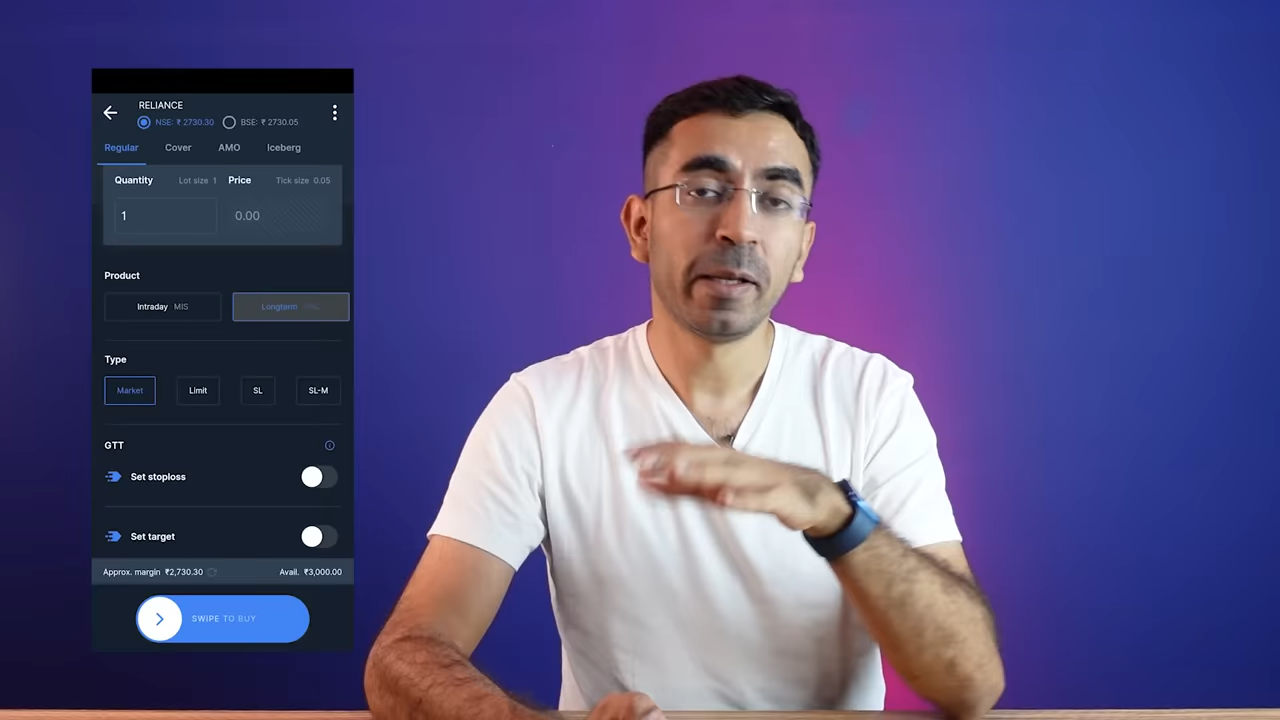 RELIANCE
NSE: ₹ 2730.30 BSE: ₹ 2730.05
Regular Cover AMO Iceberg
Quantity Lot size 1 Price Tick size 0.05
1 0.00
Product
Intraday MIS Longterm
Type
Market Limit SL SL-M
GTT
Set stoploss
Set target
Approx. margin ₹2,730.30 Avail. ₹3,000.00
SWIPE TO BUY